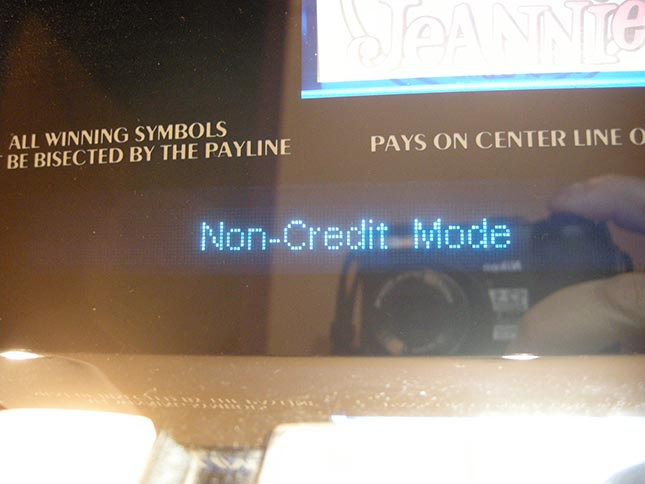 JEANNIE
ALL WINNING SYMBOLS
BE BISECTED BY THE PAYLINE
PAYS ON CENTER LINE O
Non-Credit Mode